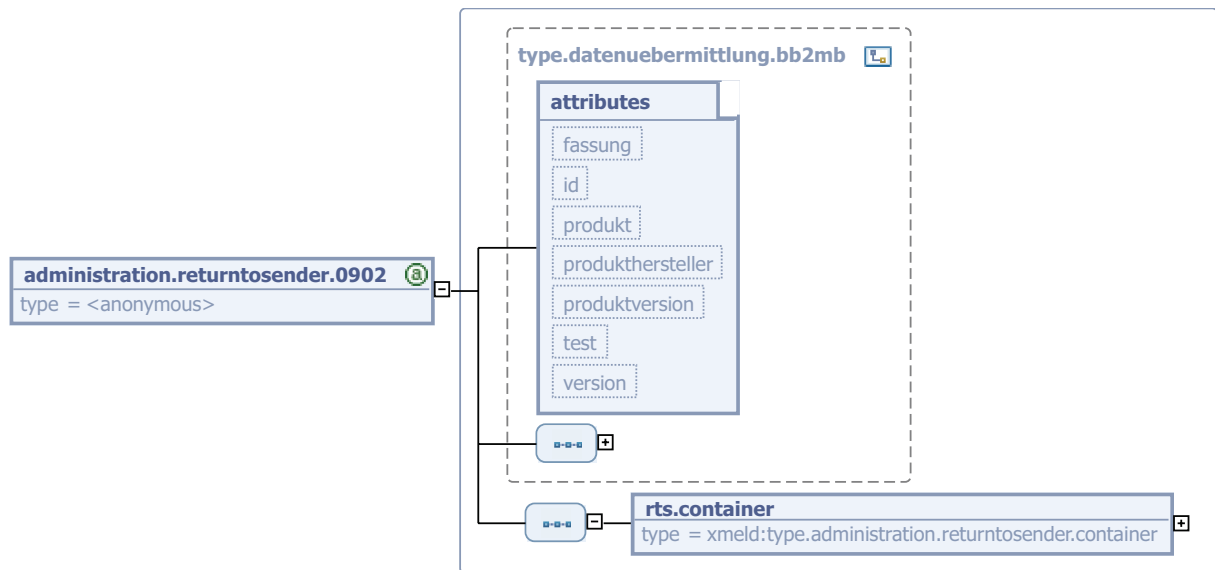 type.datenuebermittlung.bb2mb
attributes
fassung
id
produkt
produkthersteller
produktversion
test
version
administration.returntosender.0902 a
type = <anonymous>
rts.container
type = xmeld:type.administration.returntosender.container